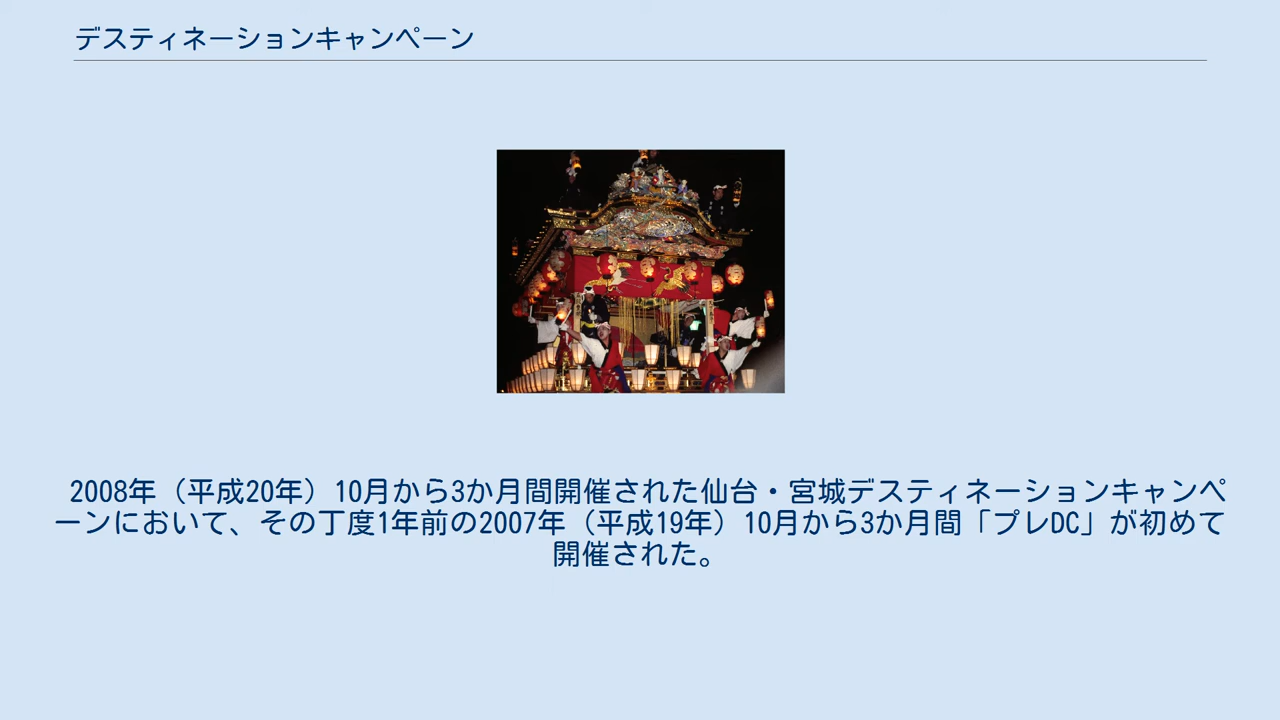 デスティネーションキャンペーン
2008年（平成20年）10月から3か月間開催された仙台・宮城デスティネーションキャンペ
ーンにおいて、その丁度1年前の2007年（平成19年）10月から3か月間「プレDC」が初めて
開催された。